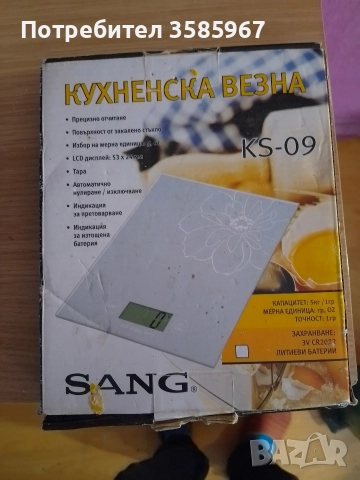 Потребител 3585967
КУХНЕНСКА ВЕЗНА
KS-09
• Прецизно отчитане
• Повърхност от закалено стъкло
• Избор на мерна единица
• LCD дисплей: 53 x
• Тара
• Автоматично
нулиране / изключване
• Индикация
за претоварване
• Индикация
за изтощена
батерия
0
КАПАЦИТЕТ: 5кг / 1гр
МЕРНА ЕДИНИЦА: гр, OZ
ТОЧНОСТ: 1гр
ЗАХРАНВАНЕ:
3V CR2032
ЛИТИЕВИ БАТЕРИИ
SANG®
BAZAR